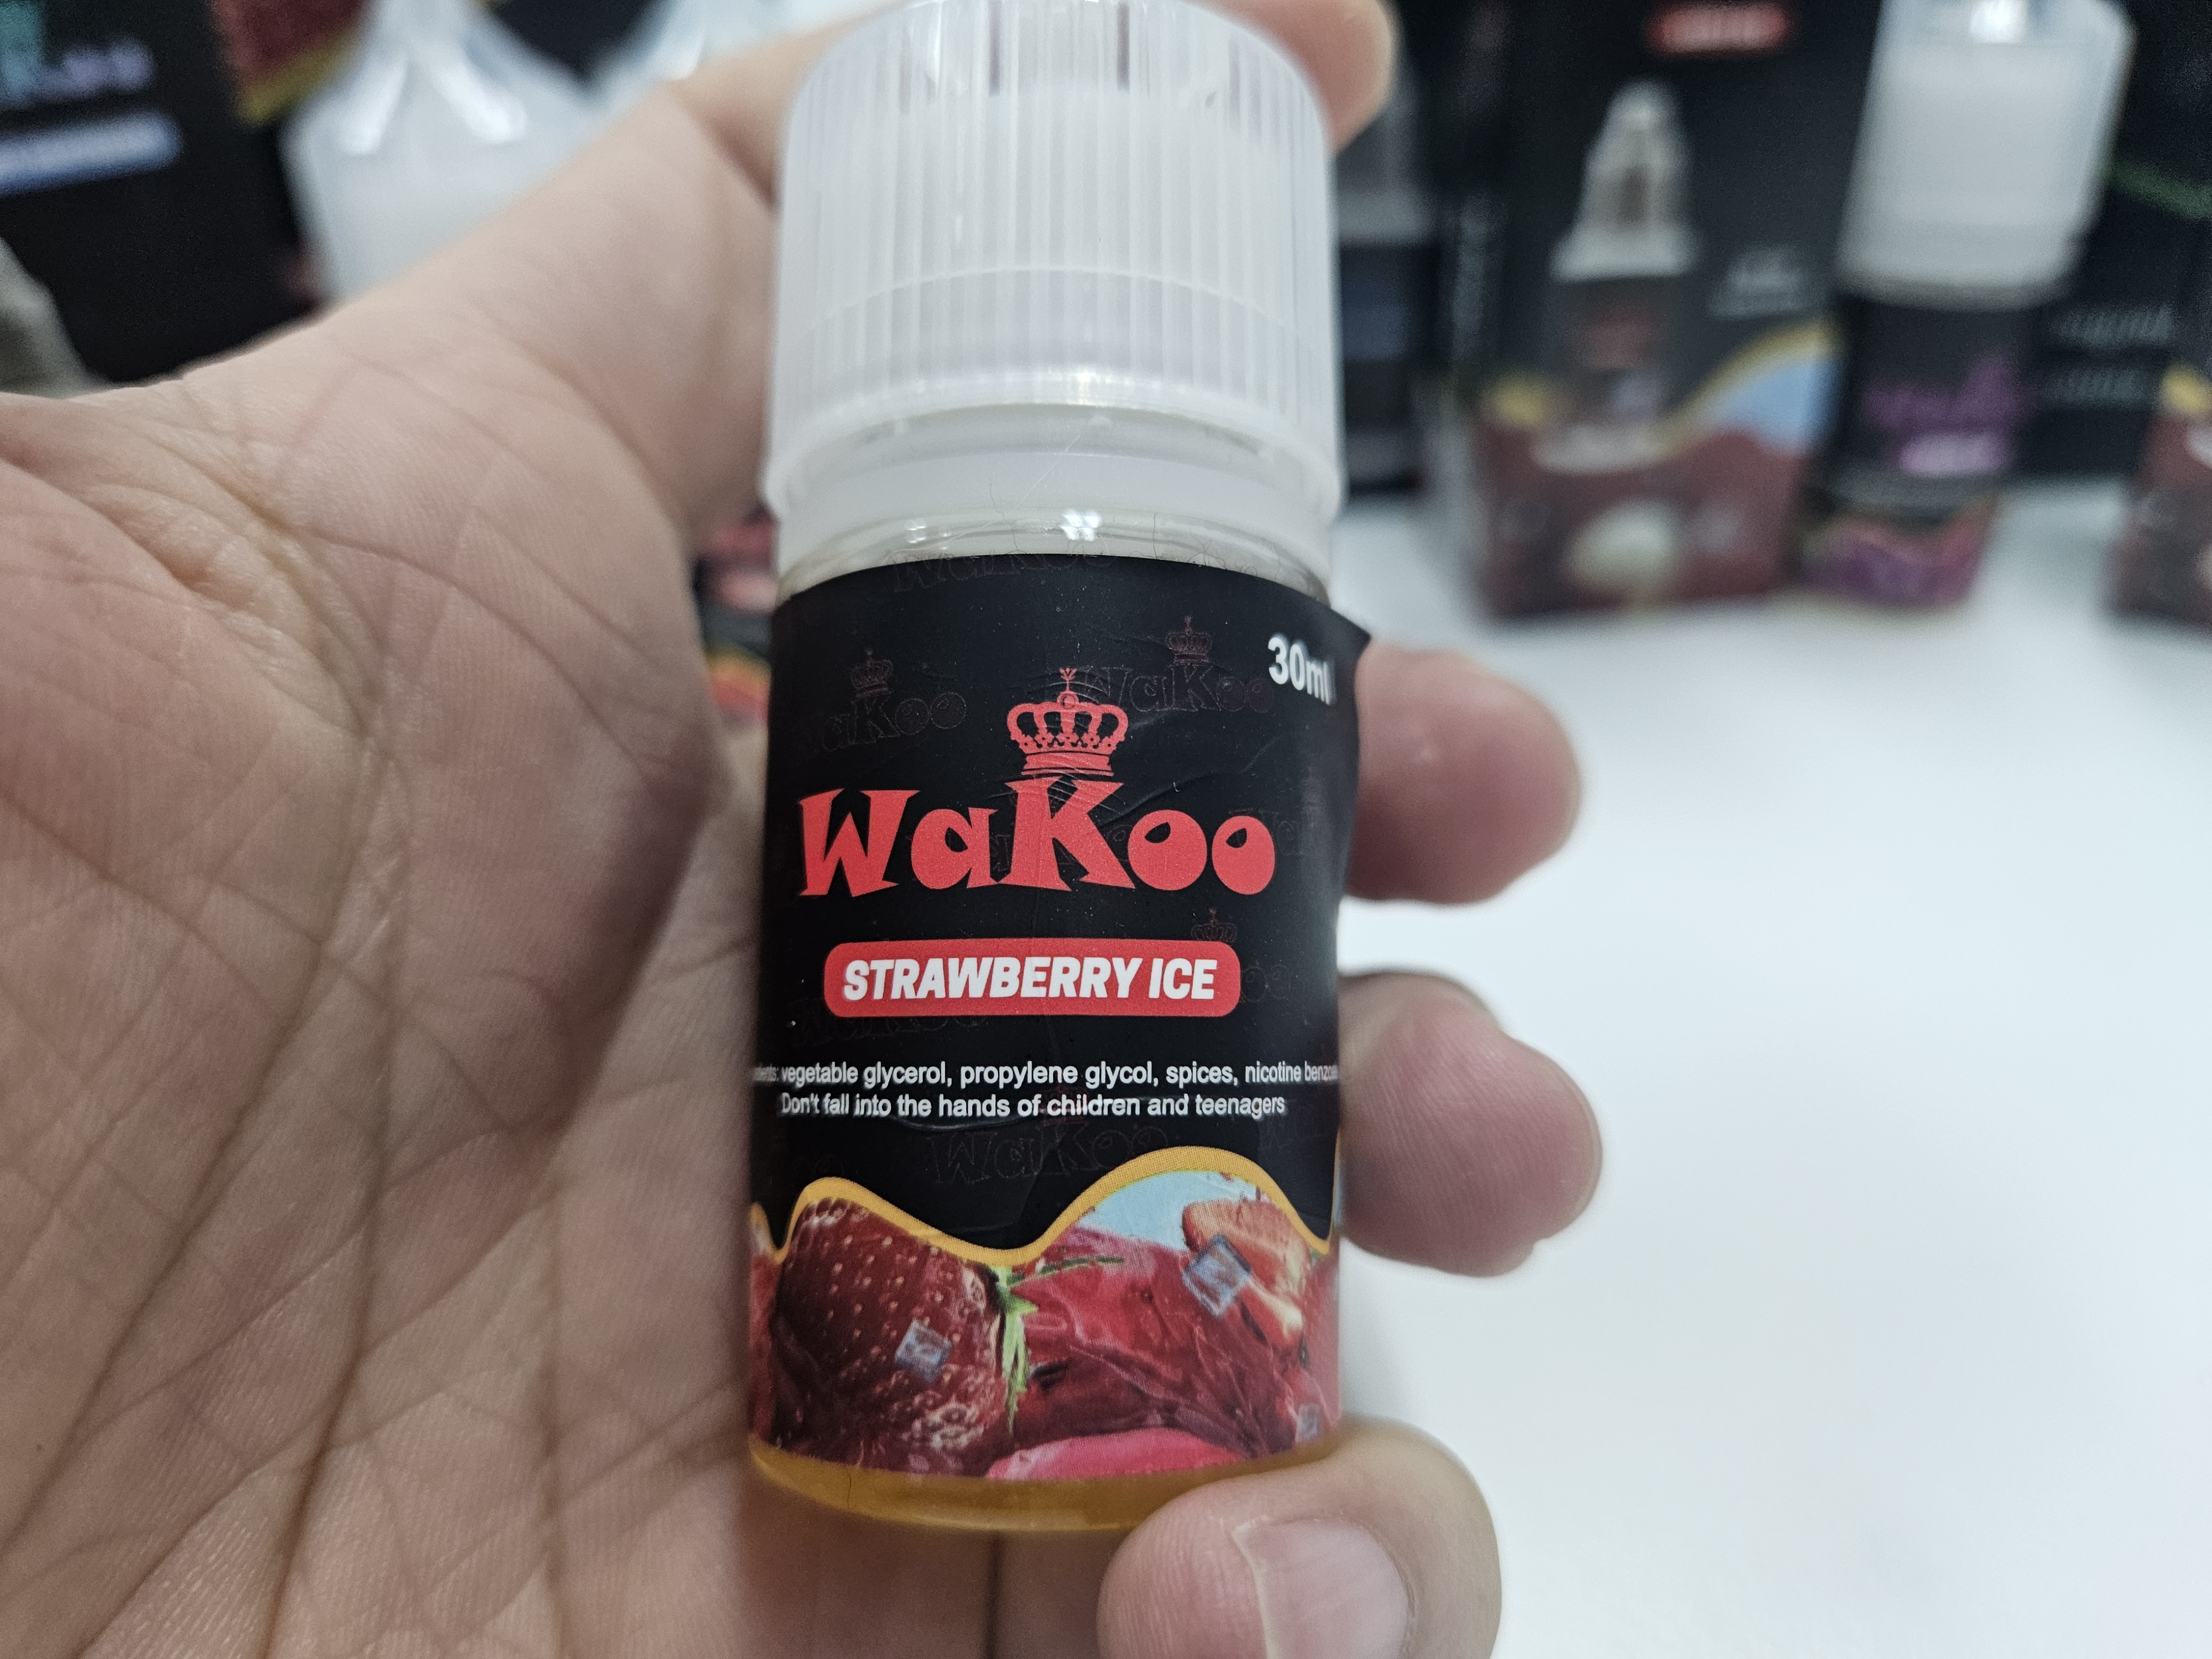 30ml
WaKoo
STRAWBERRY ICE
vegetable glycerol, propylene glycol, spices, nicotine
Don't fall into the hands of children and teenagers